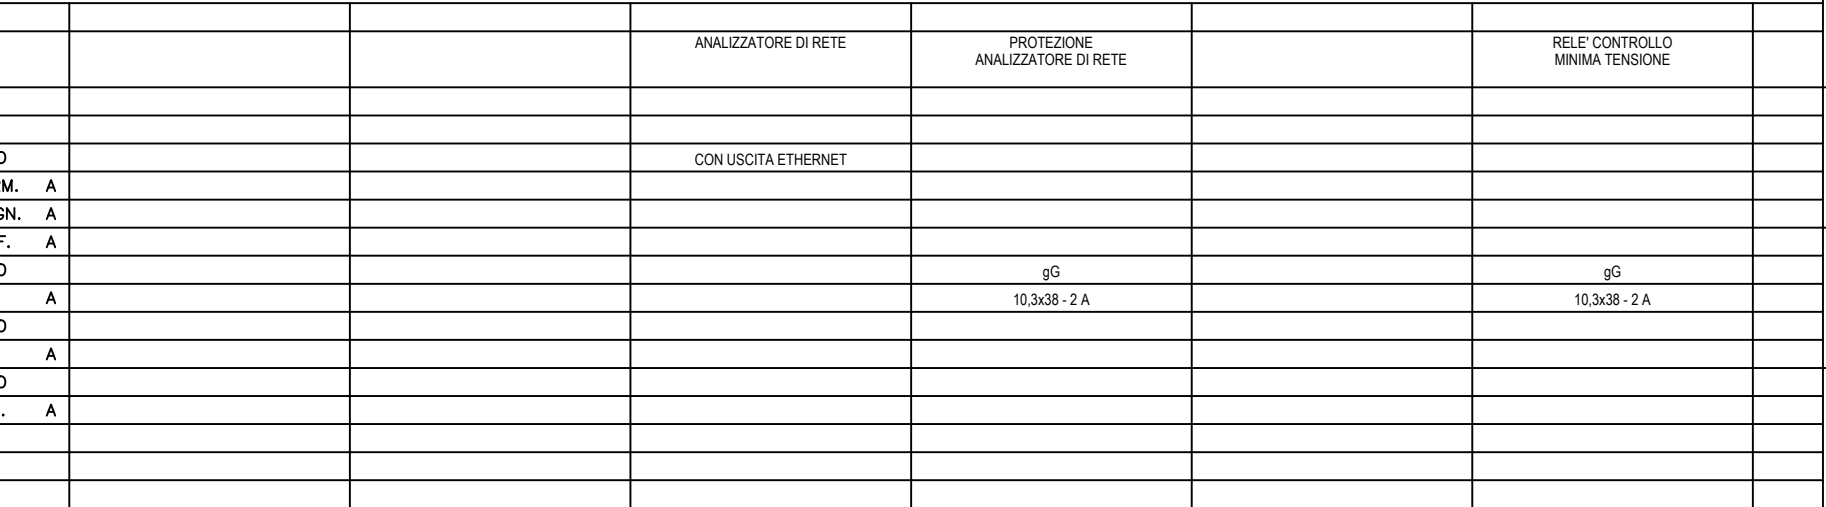 ANALIZZATORE DI RETE PROTEZIONE RELE' CONTROLLO
ANALIZZATORE DI RETE MINIMA TENSIONE
O CON USCITA ETHERNET
M. A
GN. A
F. A
O gG gG
A 10,3x38 - 2 A 10,3x38 - 2 A
O
A
O
. A